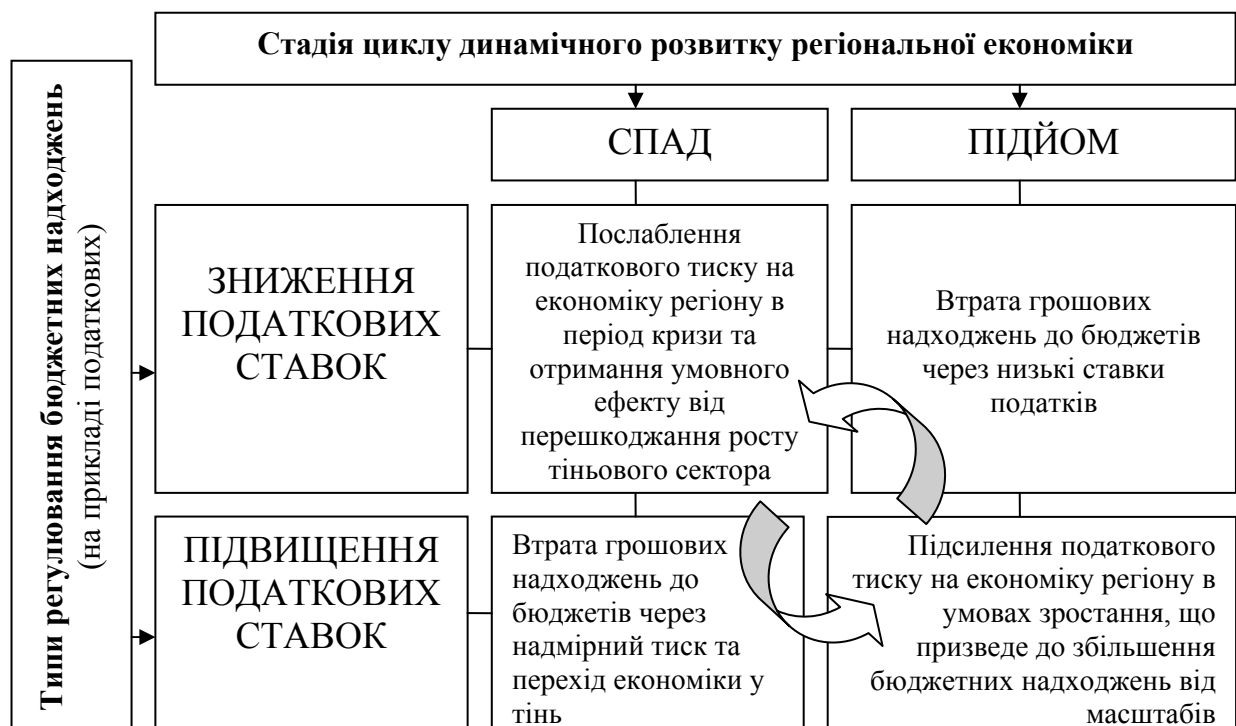 Стадія циклу динамічного розвитку регіональної економіки
Типи регулювання бюджетних надходжень
(на прикладі податкових)
СПАД
ПІДЙОМ
ЗНИЖЕННЯ
ПОДАТКОВИХ
СТАВОК
Послаблення
податкового тиску на
економіку регіону в
період кризи та
отримання умовного
ефекту від
перешкоджання росту
тіньового сектора
Втрата грошових
надходжень до бюджетів
через низькі ставки
податків
ПІДВИЩЕННЯ
ПОДАТКОВИХ
СТАВОК
Втрата грошових
надходжень до
бюджетів через
надмірний тиск та
перехід економіки у
тінь
Підсилення податкового
тиску на економіку регіону в
умовах зростання, що
призведе до збільшення
бюджетних надходжень від
масштабів